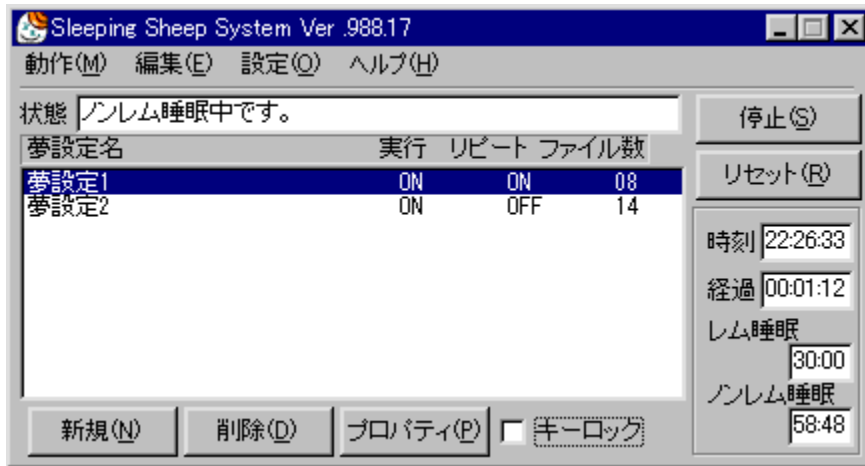 Sleeping Sheep System Ver .988.17
動作(M) 編集(E) 設定(O) ヘルプ(H)
状態 ノンレム睡眠中です。
停止(S)
夢設定名 実行 リピート ファイル数
夢設定1 ON ON 08
夢設定2 ON OFF 14
リセット(R)
時刻 22:26:33
経過 00:01:12
レム睡眠
30:00
ノンレム睡眠
58:48
新規(N) 削除(D) プロパティ(P) キーロック